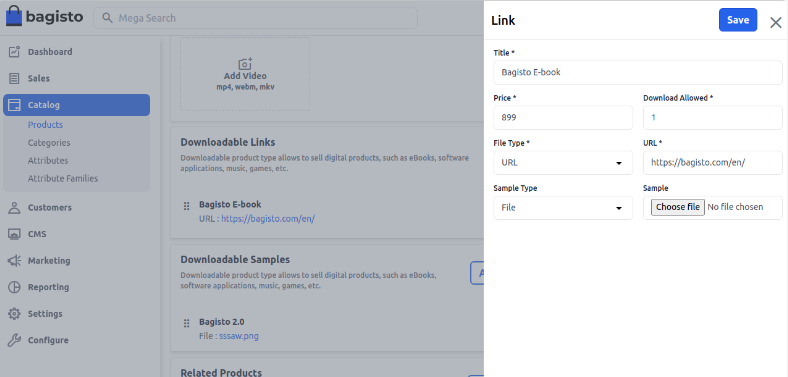 bagisto
Mega Search
Dashboard
Sales
Catalog
Products
Categories
Attributes
Attribute Families
Customers
CMS
Marketing
Reporting
Settings
Configure
Add Video
mp4, webm, mkv
Downloadable Links
Downloadable product type allows to sell digital products, such as eBooks, software
applications, music, games, etc.
Bagisto E-book
URL : https://bagisto.com/en/
Downloadable Samples
Downloadable product type allows to sell digital products, such as eBooks,
software applications, music, games, etc.
Bagisto 2.0
File : sssaw.png
Related Products
Link
Save
Title *
Bagisto E-book
Price *
Download Allowed *
899
1
File Type *
URL *
URL
https://bagisto.com/en/
Sample Type
Sample
File
Choose file No file chosen